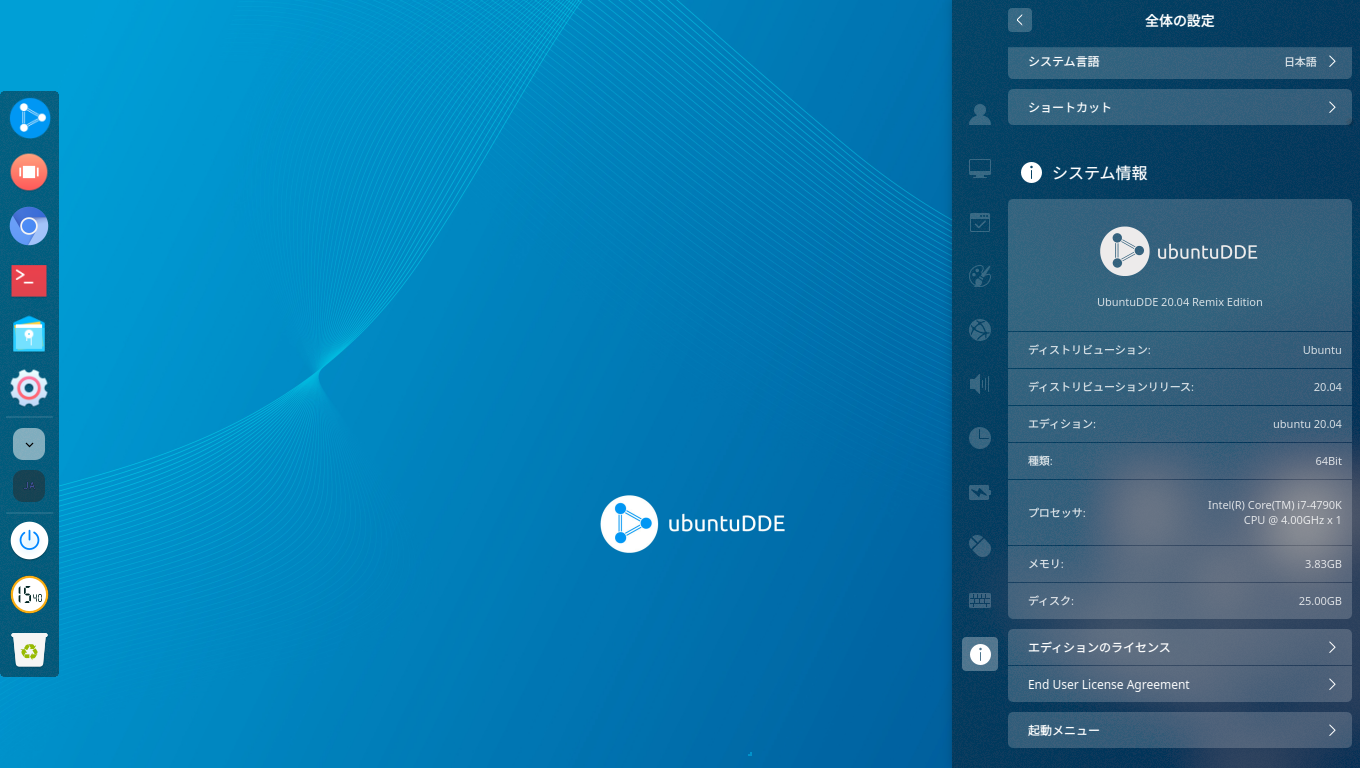 全体の設定
システム言語 日本語
ショートカット
システム情報
ubuntuDDE
UbuntuDDE 20.04 Remix Edition
ディストリビューション: Ubuntu
ディストリビューションリリース: 20.04
エディション: ubuntu 20.04
種類: 64Bit
プロセッサ: Intel(R) Core(TM) i7-4790K
CPU @ 4.00GHz x 1
メモリ: 3.83GB
ディスク: 25.00GB
エディションのライセンス
End User License Agreement
起動メニュー
ubuntuDDE
>_
JP
15 40